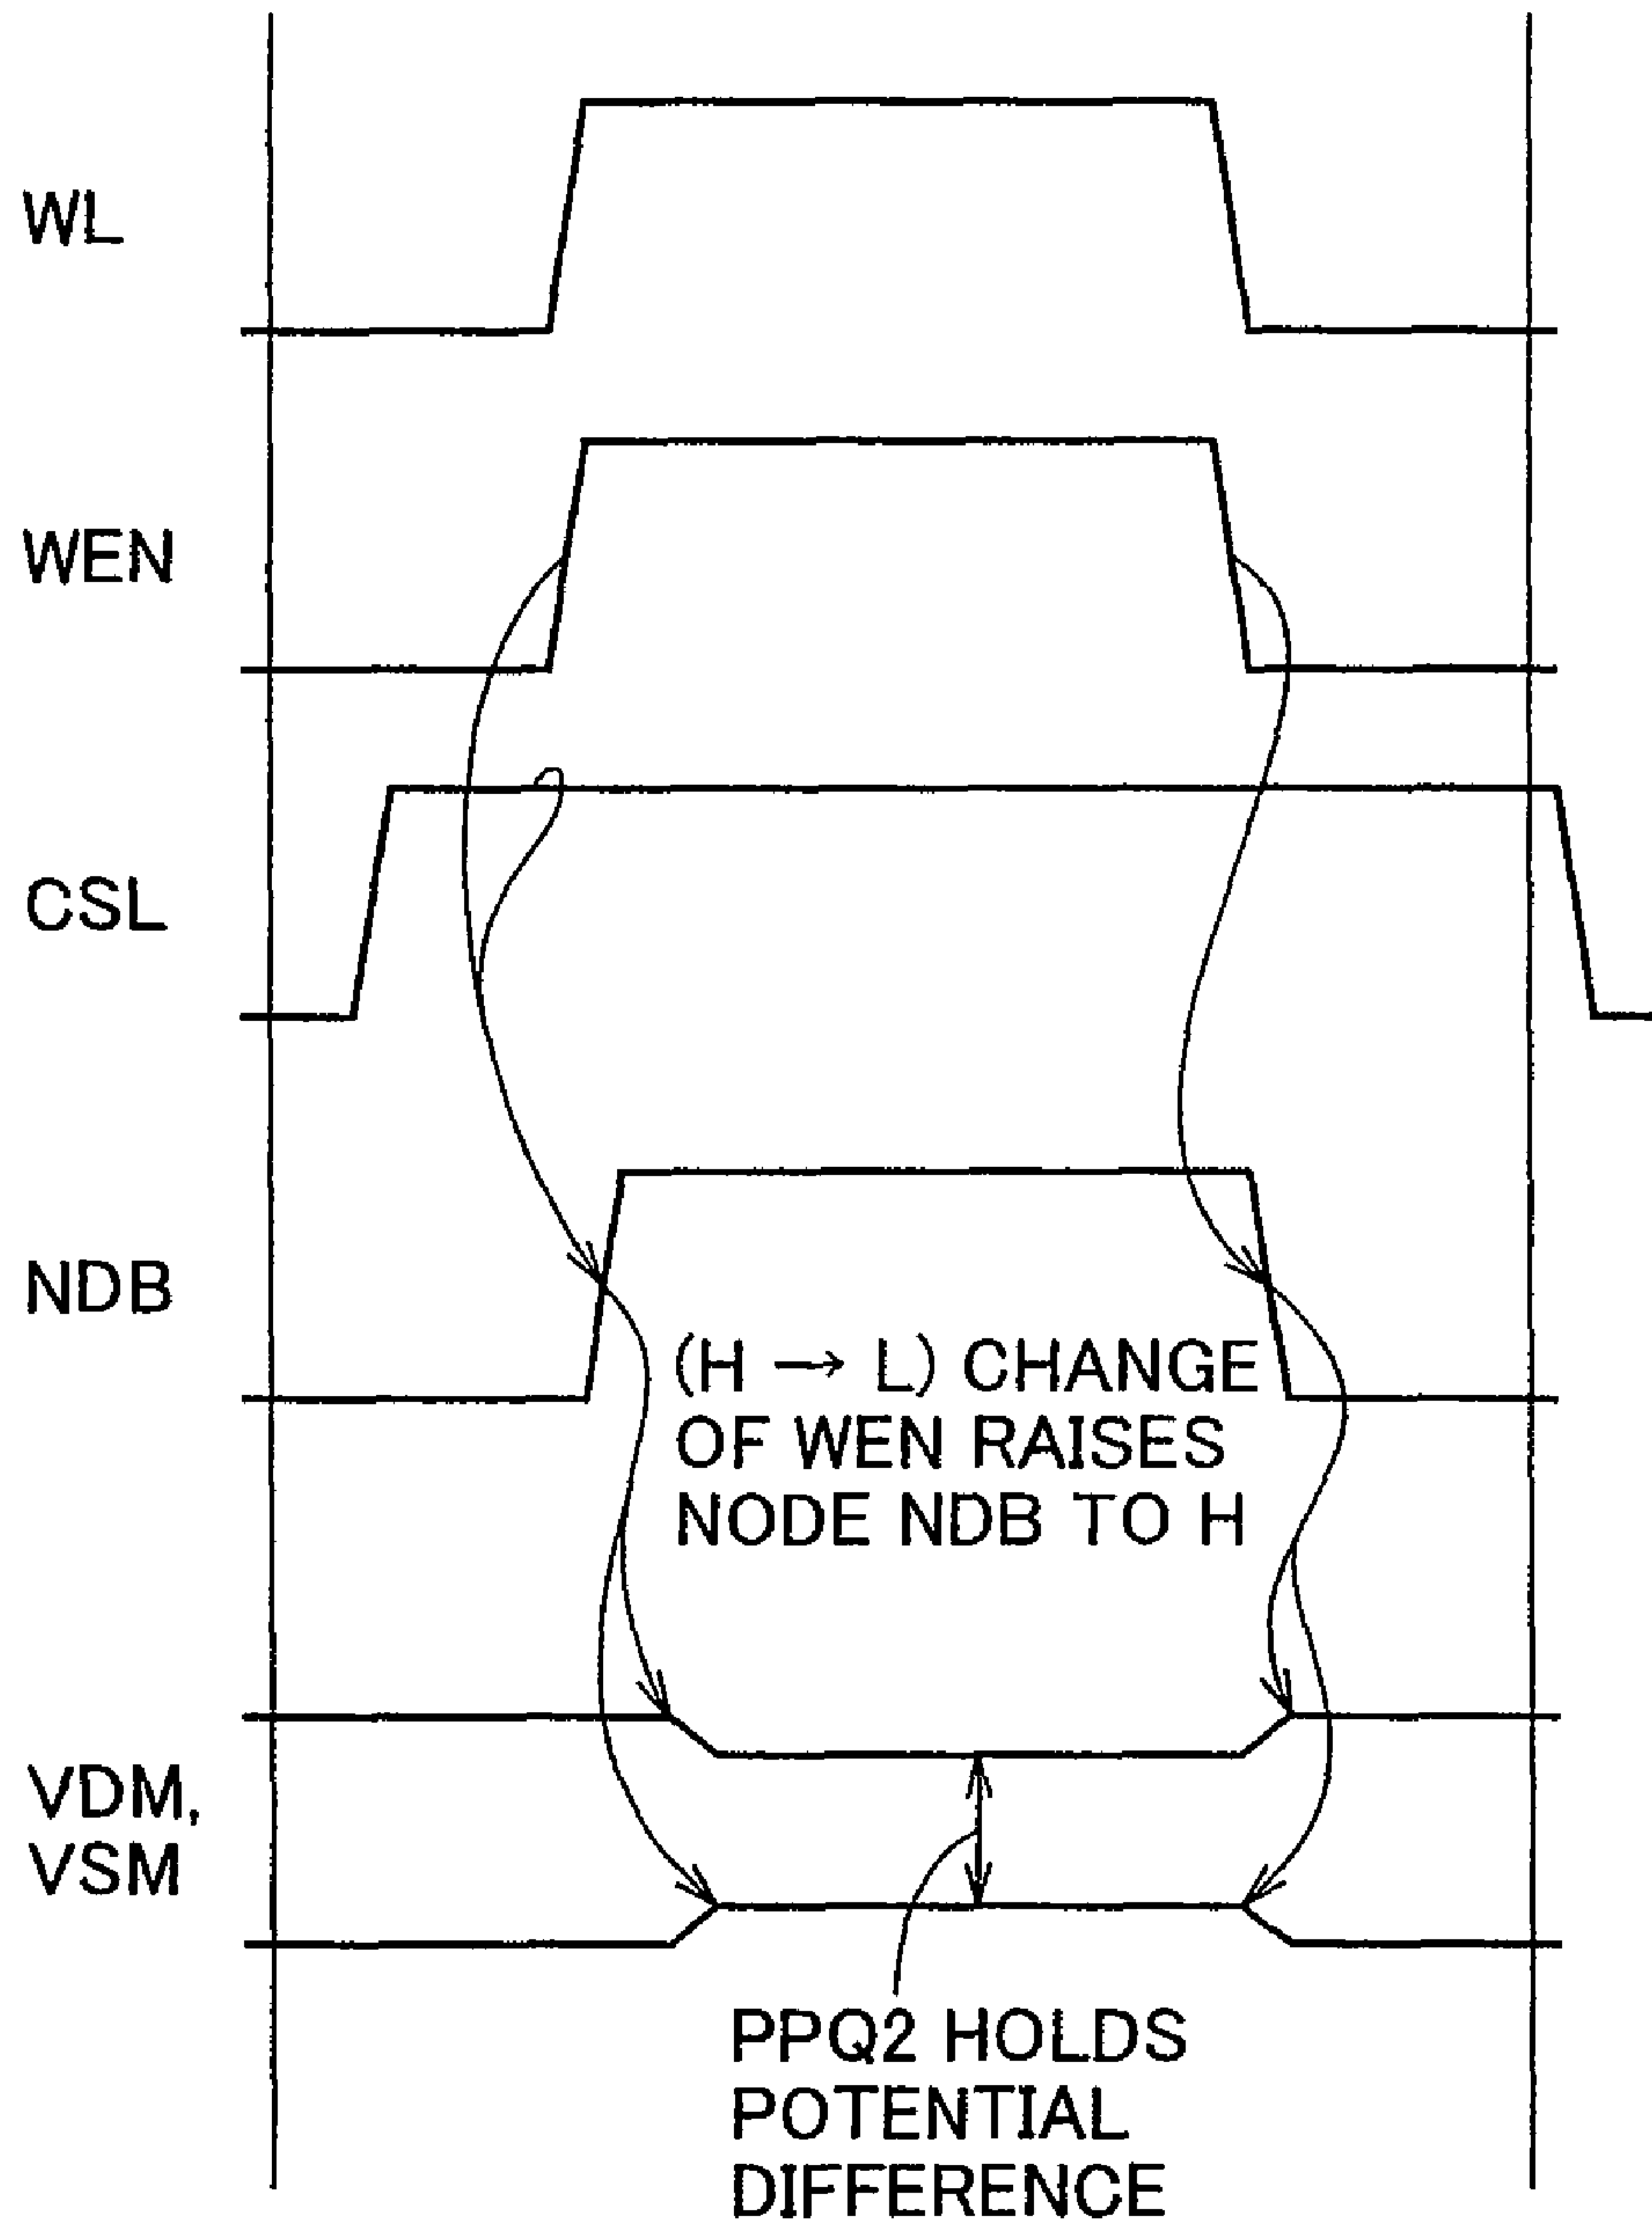 WL
WEN
CSL
NDB
(H → L) CHANGE
OF WEN RAISES
NODE NDB TO H
VDM,
VSM
PPQ2 HOLDS
POTENTIAL
DIFFERENCE